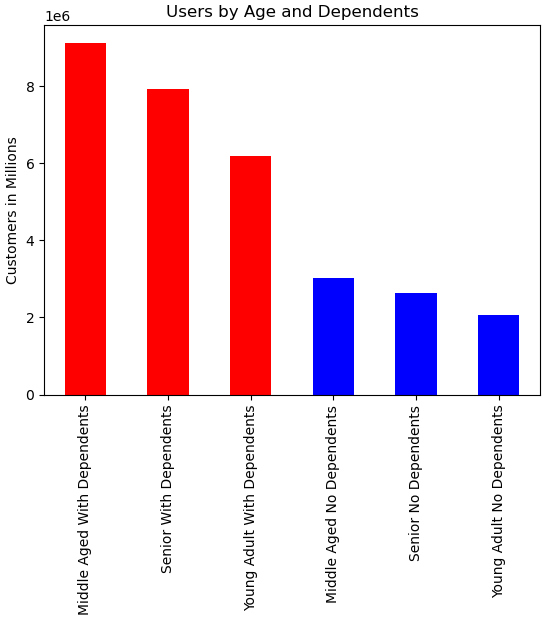 Users by Age and Dependents
1e6
8
6
4
2
0
Customers in Millions
Middle Aged With Dependents
Senior With Dependents
Young Adult With Dependents
Middle Aged No Dependents
Senior No Dependents
Young Adult No Dependents